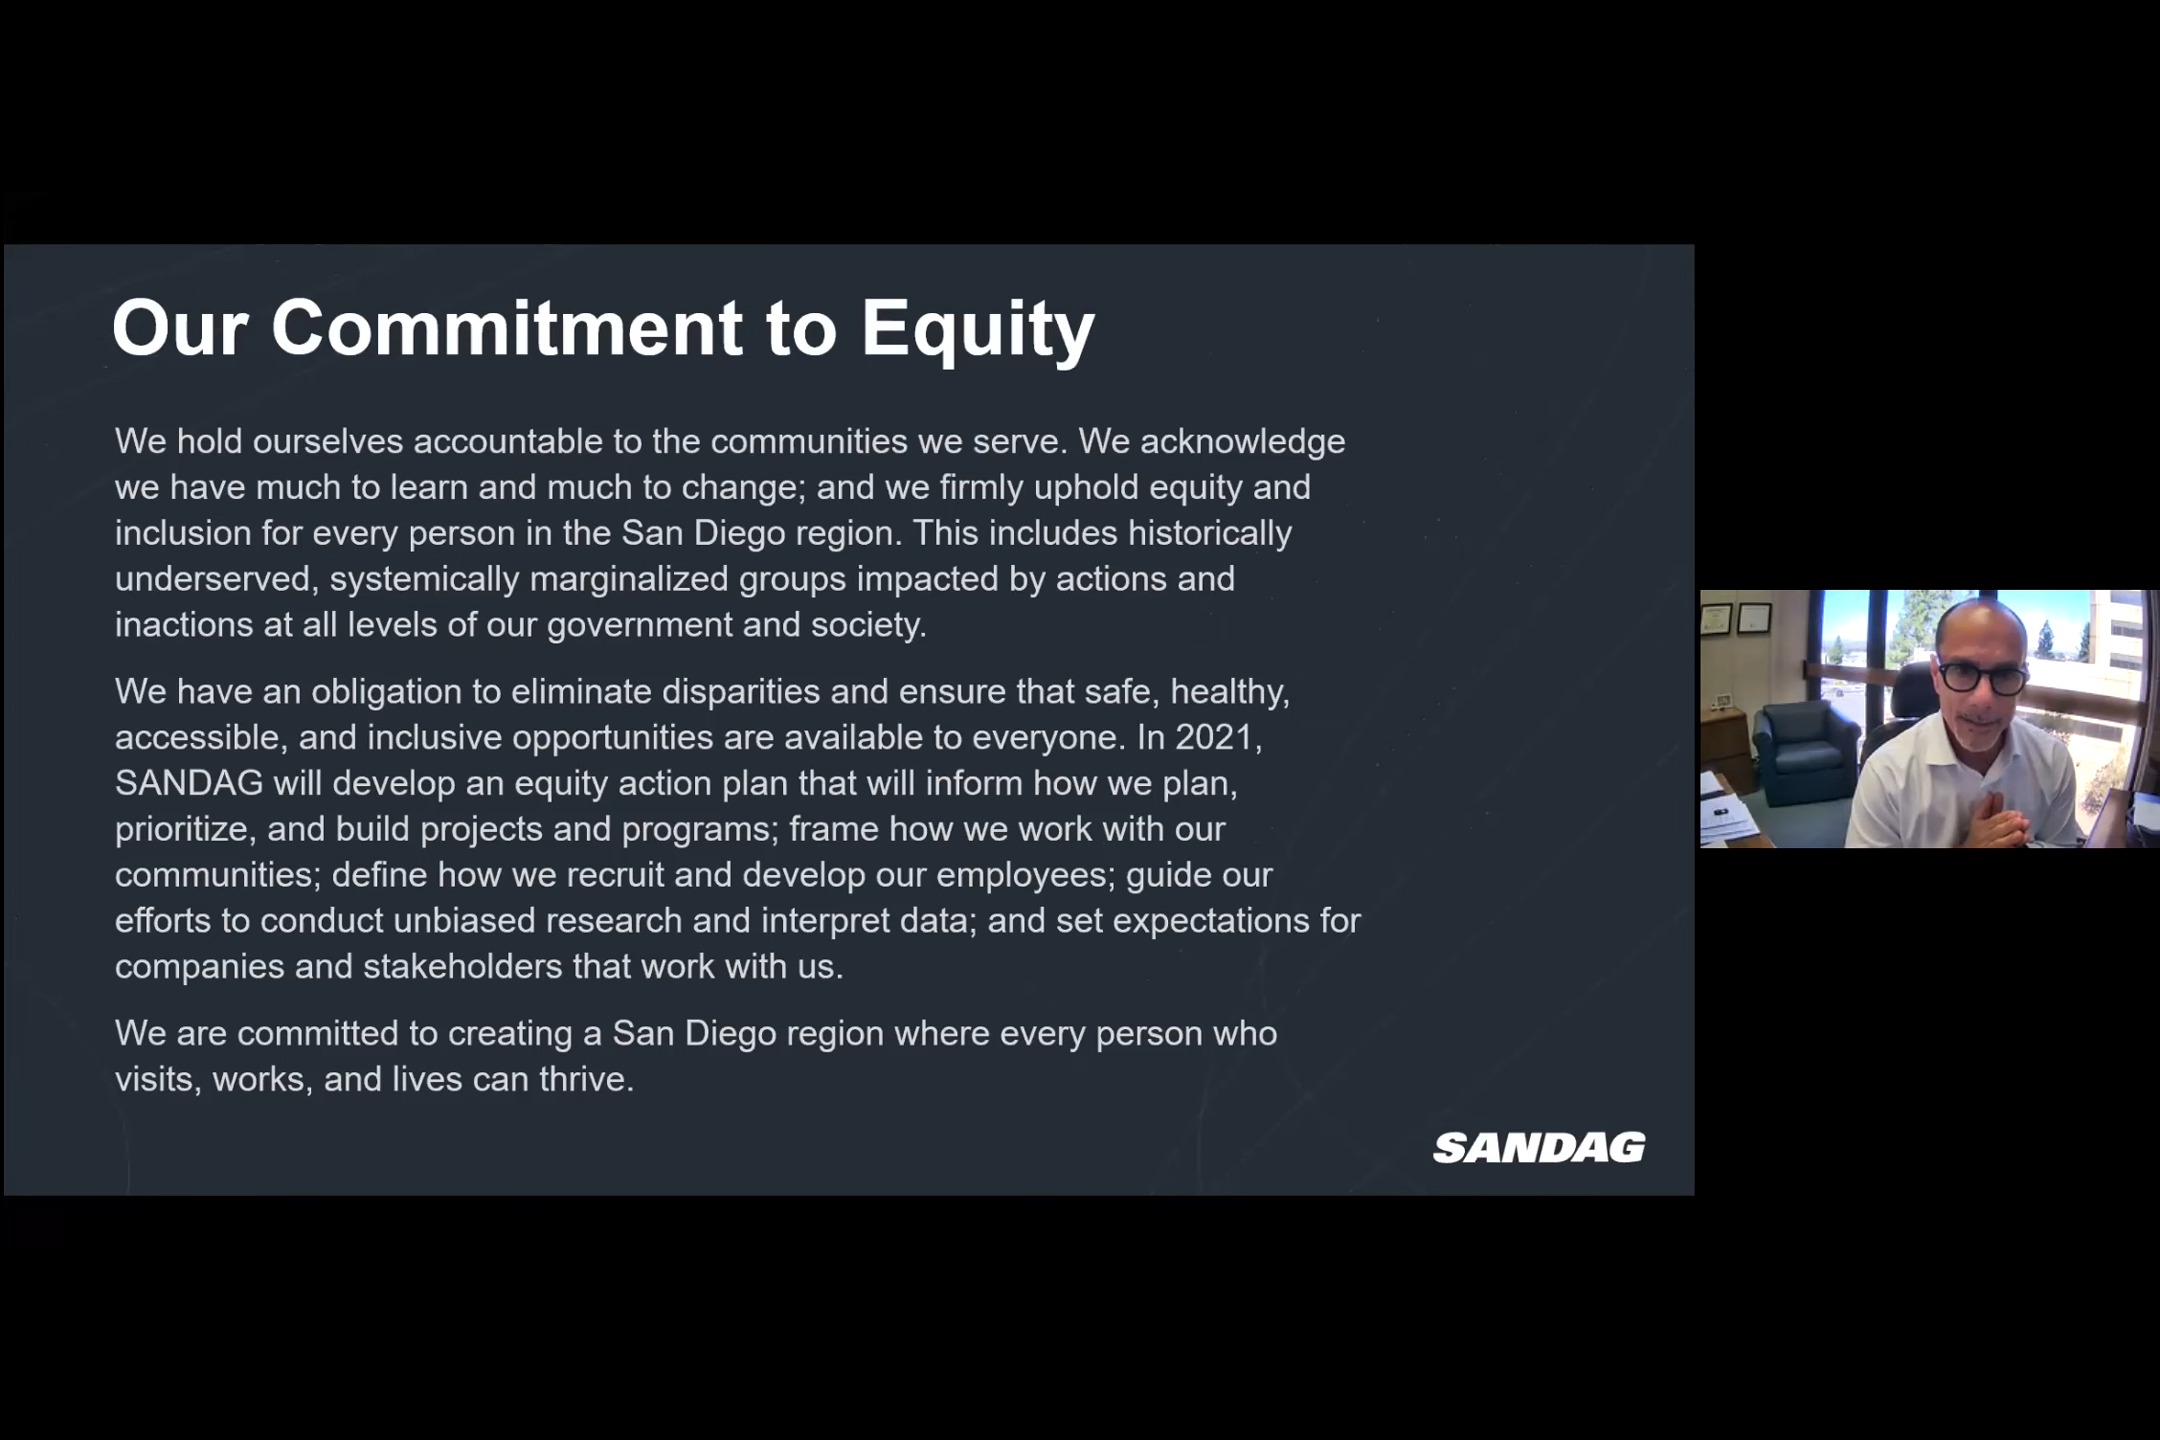 Our Commitment to Equity
We hold ourselves accountable to the communities we serve. We acknowledge
we have much to learn and much to change; and we firmly uphold equity and
inclusion for every person in the San Diego region. This includes historically
underserved, systemically marginalized groups impacted by actions and
inactions at all levels of our government and society.
We have an obligation to eliminate disparities and ensure that safe, healthy,
accessible, and inclusive opportunities are available to everyone. In 2021,
SANDAG will develop an equity action plan that will inform how we plan,
prioritize, and build projects and programs; frame how we work with our
communities; define how we recruit and develop our employees; guide our
efforts to conduct unbiased research and interpret data; and set expectations for
companies and stakeholders that work with us.
We are committed to creating a San Diego region where every person who
visits, works, and lives can thrive.
SANDAG